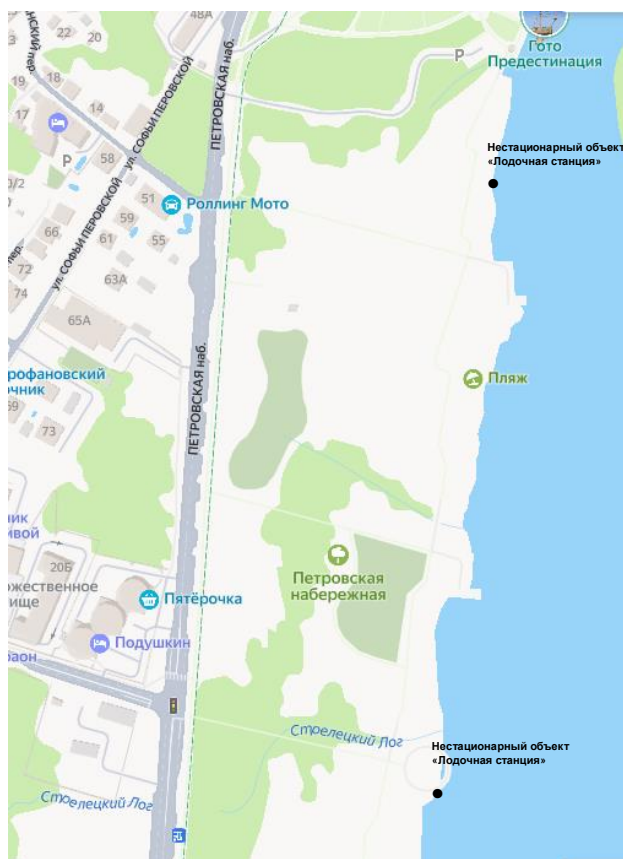 48А
22
20
18
19
14
17
P
58
ул. СОФЬИ ПЕРОВСКОЙ
ПЕТРОВСКАЯ наб.
P
Гото
Предестинация
Нестационарный объект
«Лодочная станция»
51
Роллинг Мото
59
66
61
55
72
74
ул. СОФЬИ ПЕРОВСКОЙ
63А
65А
ПЕТРОВСКАЯ наб.
Пляж
рофановский
чник
69
73
20Б
Пятёрочка
Петровская
набережная
Подушкин
Стрелецкий Лог
Нестационарный объект
«Лодочная станция»
Стрелецкий Лог